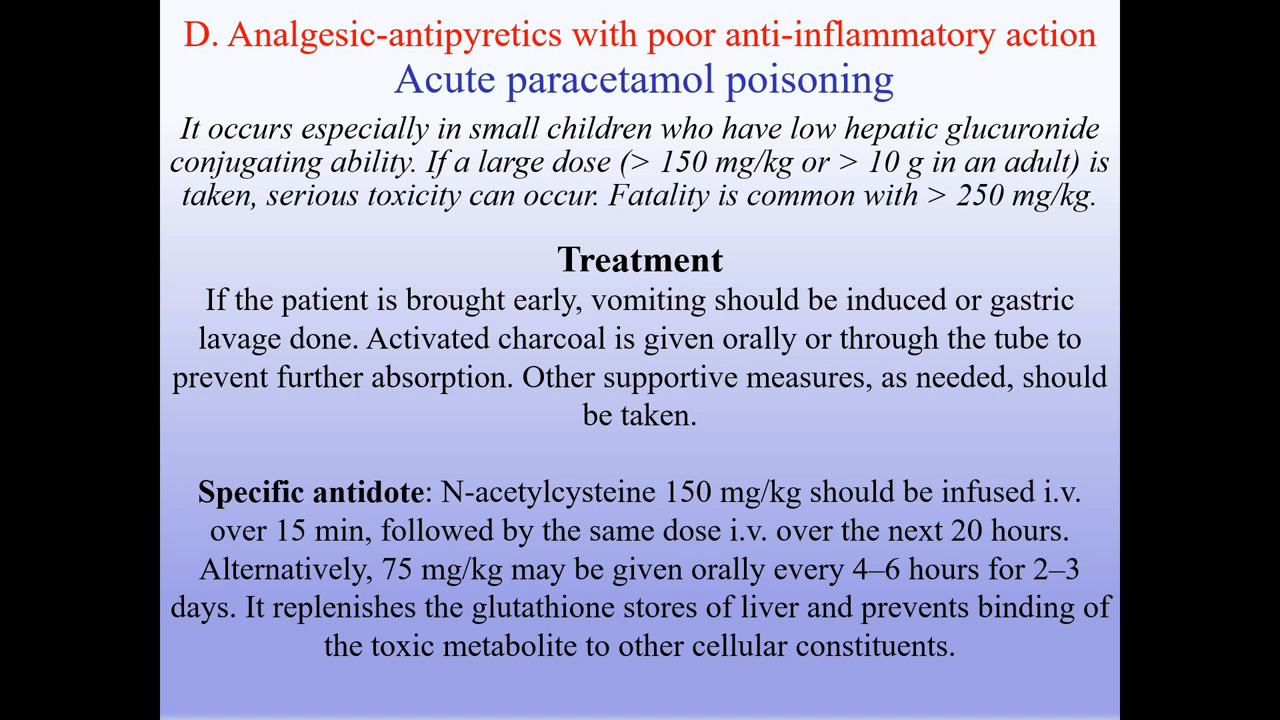 D. Analgesic-antipyretics with poor anti-inflammatory action
Acute paracetamol poisoning
It occurs especially in small children who have low hepatic glucuronide
conjugating ability. If a large dose (> 150 mg/kg or > 10 g in an adult) is
taken, serious toxicity can occur. Fatality is common with > 250 mg/kg.
Treatment
If the patient is brought early, vomiting should be induced or gastric
lavage done. Activated charcoal is given orally or through the tube to
prevent further absorption. Other supportive measures, as needed, should
be taken.
Specific antidote: N-acetylcysteine 150 mg/kg should be infused i.v.
over 15 min, followed by the same dose i.v. over the next 20 hours.
Alternatively, 75 mg/kg may be given orally every 4–6 hours for 2–3
days. It replenishes the glutathione stores of liver and prevents binding of
the toxic metabolite to other cellular constituents.